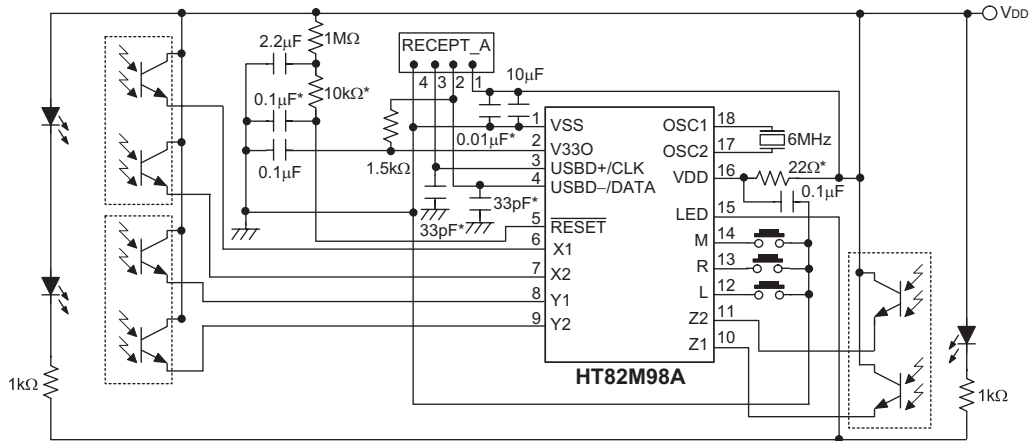 VDD
2.2μF
1MΩ
RECEPT_A
4 3 2 1
10μF
10kΩ*
0.1μF*
0.1μF
1.5kΩ
0.01μF*
33pF*
33pF*
1 VSS
2 V33O
3 USBD+/CLK
4 USBD–/DATA
5 RESET
6 X1
7 X2
8 Y1
9 Y2
OSC1 18
OSC2 17
VDD 16
LED 15
M 14
R 13
L 12
Z2 11
Z1 10
6MHz
22Ω*
0.1μF
HT82M98A
1kΩ
1kΩ